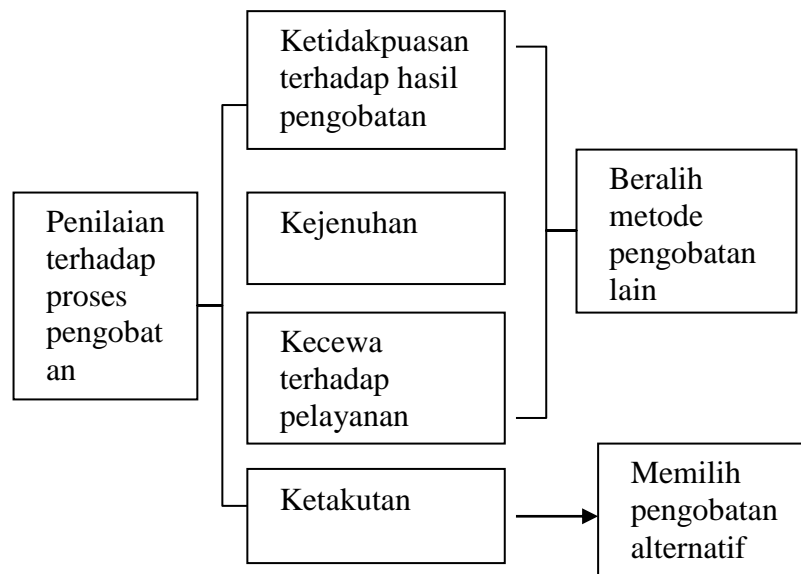 Penilaian
terhadap
proses
pengobat
an
Ketidakpuasan
terhadap hasil
pengobatan
Kejenuhan
Kecewa
terhadap
pelayanan
Ketakutan
Beralih
metode
pengobatan
lain
Memilih
pengobatan
alternatif